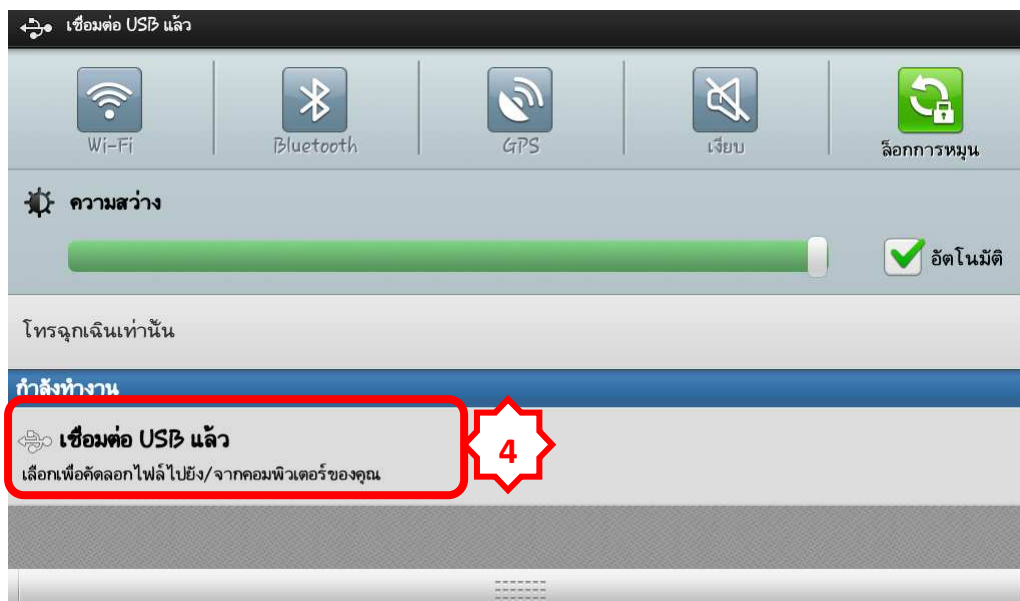 เชื่อมต่อ USB แล้ว
Wi-Fi
Bluetooth
GPS
เงียบ
ล็อกการหมุน
ความสว่าง
อัตโนมัติ
โทรฉุกเฉินเท่านั้น
กำลังทำงาน
เชื่อมต่อ USB แล้ว
เลือกเพื่อคัดลอกไฟล์ไปยัง/จากคอมพิวเตอร์ของคุณ
4